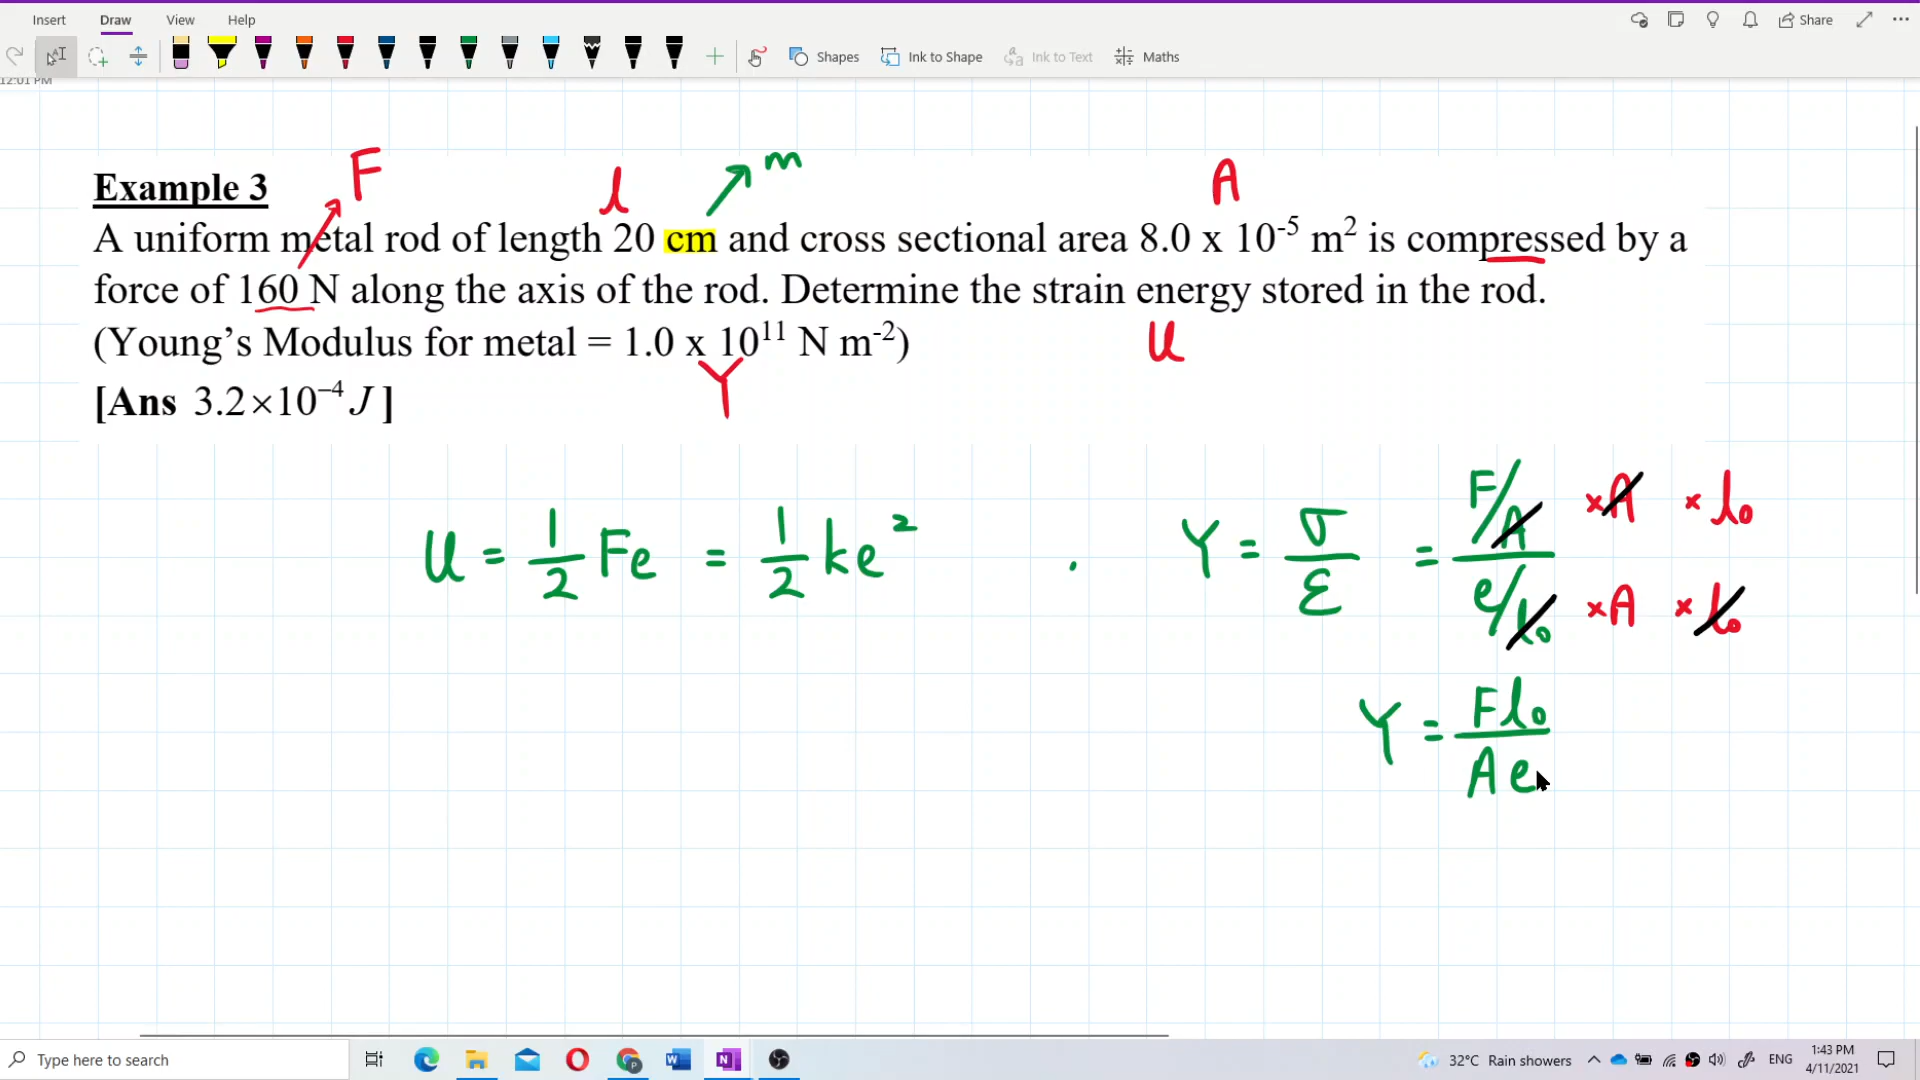 Insert Draw View Help
Share
Shapes Ink to Shape Ink to Text Maths
12:01 PM
F l m A
Example 3
A uniform metal rod of length 20 cm and cross sectional area 8.0 x 10⁻⁵ m² is compressed by a
force of 160 N along the axis of the rod. Determine the strain energy stored in the rod.
(Young’s Modulus for metal = 1.0 x 10¹¹ N m⁻²)
U
Y
[Ans 3.2×10⁻⁴ J]
U = 1/2 Fe = 1/2 ke² . Y = σ/ε = (F/A)/(e/l₀) ×A ×l₀ ×A ×l₀
Y = Fl₀/Ae
Type here to search
32°C Rain showers ENG 1:43 PM
4/11/2021